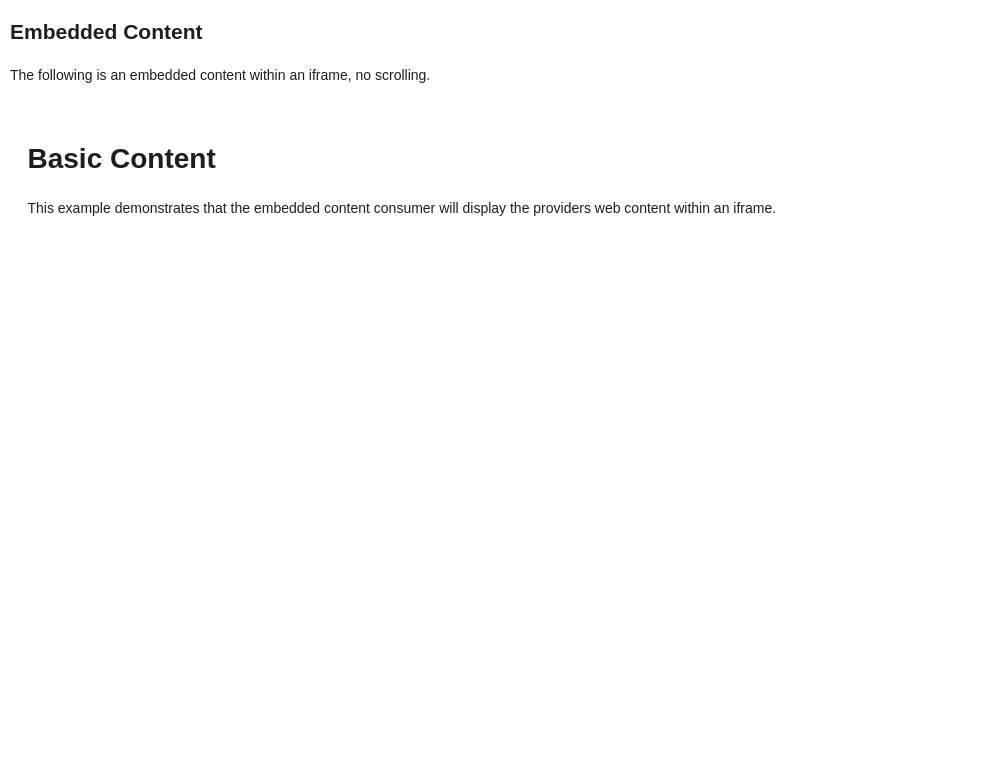 Embedded Content
The following is an embedded content within an iframe, no scrolling.
Basic Content
This example demonstrates that the embedded content consumer will display the providers web content within an iframe.